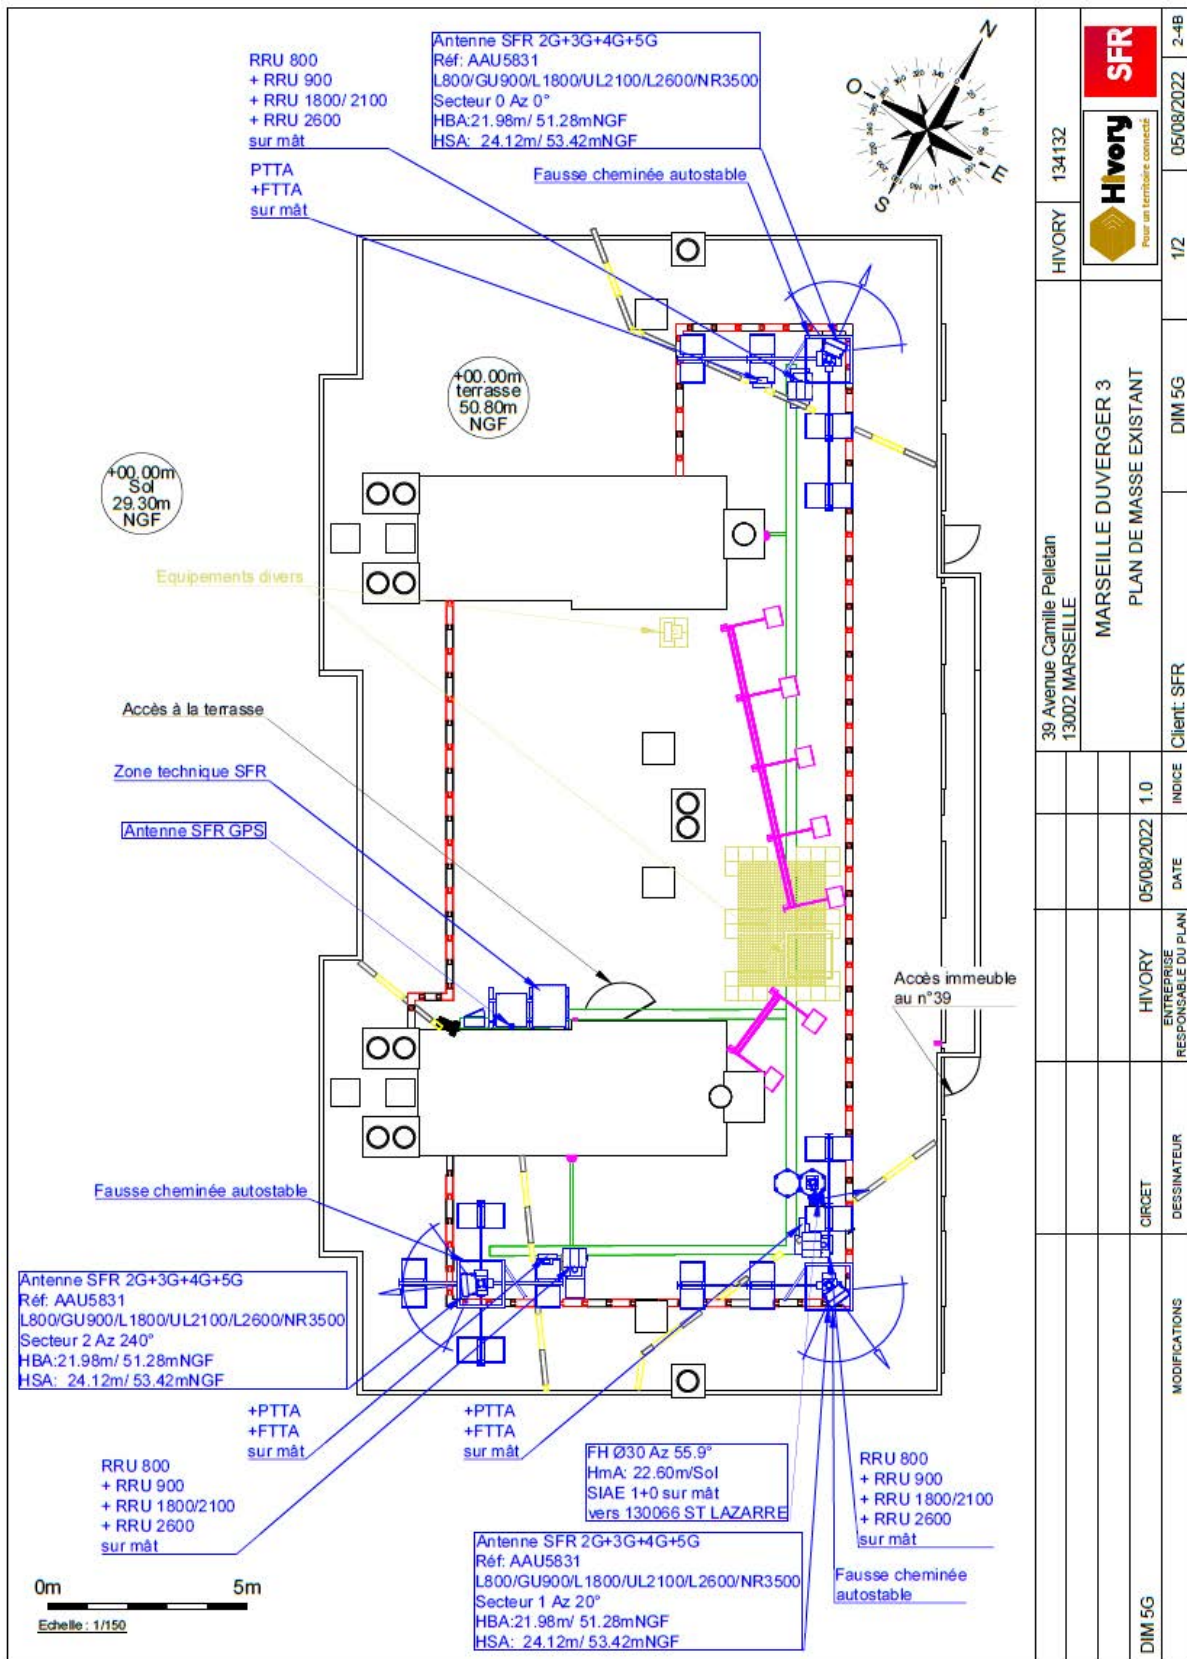 RRU 800
+ RRU 900
+ RRU 1800/ 2100
+ RRU 2600
sur mât
PTTA
+FTTA
sur mât
Antenne SFR 2G+3G+4G+5G
Réf: AAU5831
L800/GU900/L1800/UL2100/L2600/NR3500
Secteur 0 Az 0°
HBA:21.98m/ 51.28mNGF
HSA: 24.12m/ 53.42mNGF
Fausse cheminée autostable
N
O
E
S
+00.00m
terrasse
50.80m
NGF
+00.00m
Sol
29.30m
NGF
Equipements divers
Accès à la terrasse
Zone technique SFR
Antenne SFR GPS
Accès immeuble
au n°39
Fausse cheminée autostable
Antenne SFR 2G+3G+4G+5G
Réf: AAU5831
L800/GU900/L1800/UL2100/L2600/NR3500
Secteur 2 Az 240°
HBA:21.98m/ 51.28mNGF
HSA: 24.12m/ 53.42mNGF
+PTTA
+FTTA
sur mât
RRU 800
+ RRU 900
+ RRU 1800/2100
+ RRU 2600
sur mât
+PTTA
+FTTA
sur mât
FH Ø30 Az 55.9°
HmA: 22.60m/Sol
SIAE 1+0 sur mât
vers 130066 ST LAZARRE
RRU 800
+ RRU 900
+ RRU 1800/2100
+ RRU 2600
sur mât
Antenne SFR 2G+3G+4G+5G
Réf: AAU5831
L800/GU900/L1800/UL2100/L2600/NR3500
Secteur 1 Az 20°
HBA:21.98m/ 51.28mNGF
HSA: 24.12m/ 53.42mNGF
Fausse cheminée
autostable
0m 5m
Echelle : 1/150
DIM 5G
CIRCET
HIVORY
05/08/2022
1.0
MODIFICATIONS
DESSINATEUR
ENTREPRISE
RESPONSABLE DU PLAN
DATE
INDICE
39 Avenue Camille Pelletan
13002 MARSEILLE
HIVORY
134132
MARSEILLE DUVERGER 3
PLAN DE MASSE EXISTANT
Hivory
Pour un territoire connecté
SFR
Client: SFR
DIM 5G
1/2
05/08/2022
2-4B